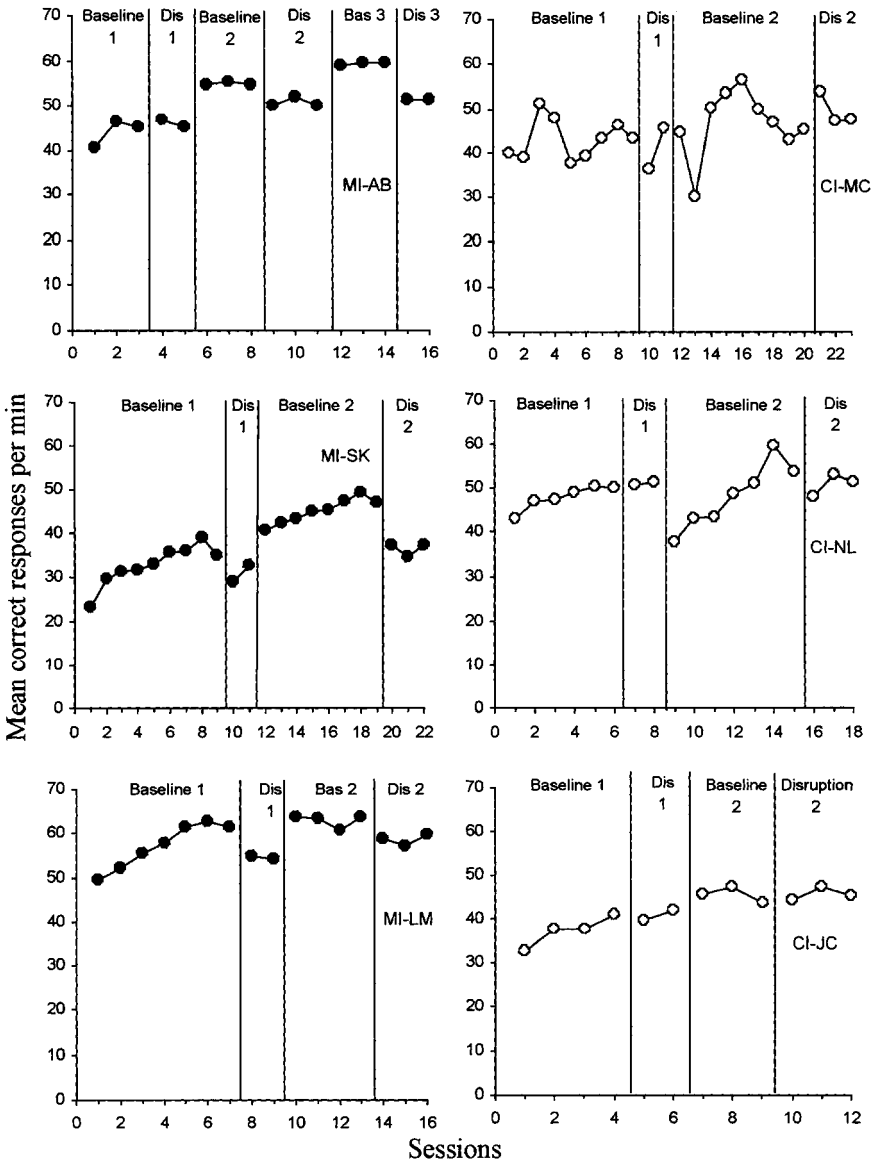 Mean correct responses per min
70
60
50
40
30
20
10
0
Baseline 1
Dis 1
Baseline 2
Dis 2
Bas 3
Dis 3
MI-AB
0 2 4 6 8 10 12 14 16
70
60
50
40
30
20
10
0
Baseline 1
Dis 1
Baseline 2
Dis 2
CI-MC
0 2 4 6 8 10 12 14 16 18 20 22
70
60
50
40
30
20
10
0
Baseline 1
Dis 1
Baseline 2
Dis 2
MI-SK
0 2 4 6 8 10 12 14 16 18 20 22
70
60
50
40
30
20
10
0
Baseline 1
Dis 1
Baseline 2
Dis 2
CI-NL
0 2 4 6 8 10 12 14 16 18
70
60
50
40
30
20
10
0
Baseline 1
Dis 1
Bas 2
Dis 2
MI-LM
0 2 4 6 8 10 12 14 16
70
60
50
40
30
20
10
0
Baseline 1
Dis 1
Baseline 2
Disruption 2
CI-JC
0 2 4 6 8 10 12
Sessions